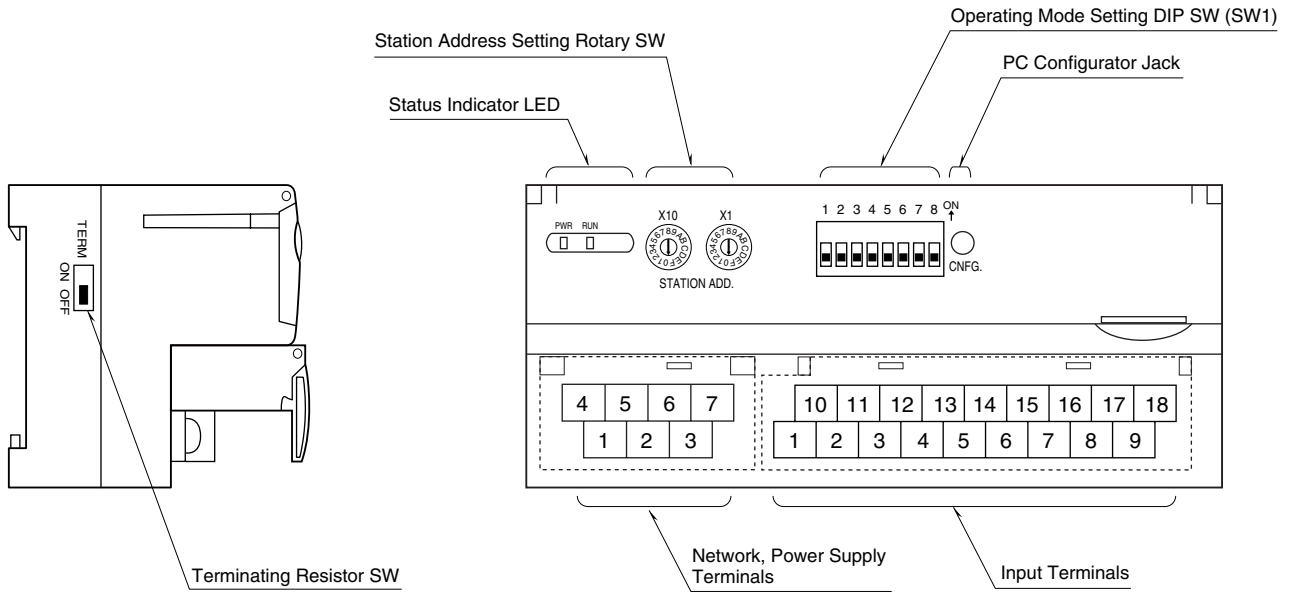 Operating Mode Setting DIP SW (SW1)
Station Address Setting Rotary SW
PC Configurator Jack
Status Indicator LED
TERM
ON OFF
PWR RUN
X10 X1
0123456789ABCDEF
0123456789ABCDEF
STATION ADD.
1 2 3 4 5 6 7 8 ON
CNFG.
4 5 6 7
1 2 3
10 11 12 13 14 15 16 17 18
1 2 3 4 5 6 7 8 9
Terminating Resistor SW
Network, Power Supply
Terminals
Input Terminals